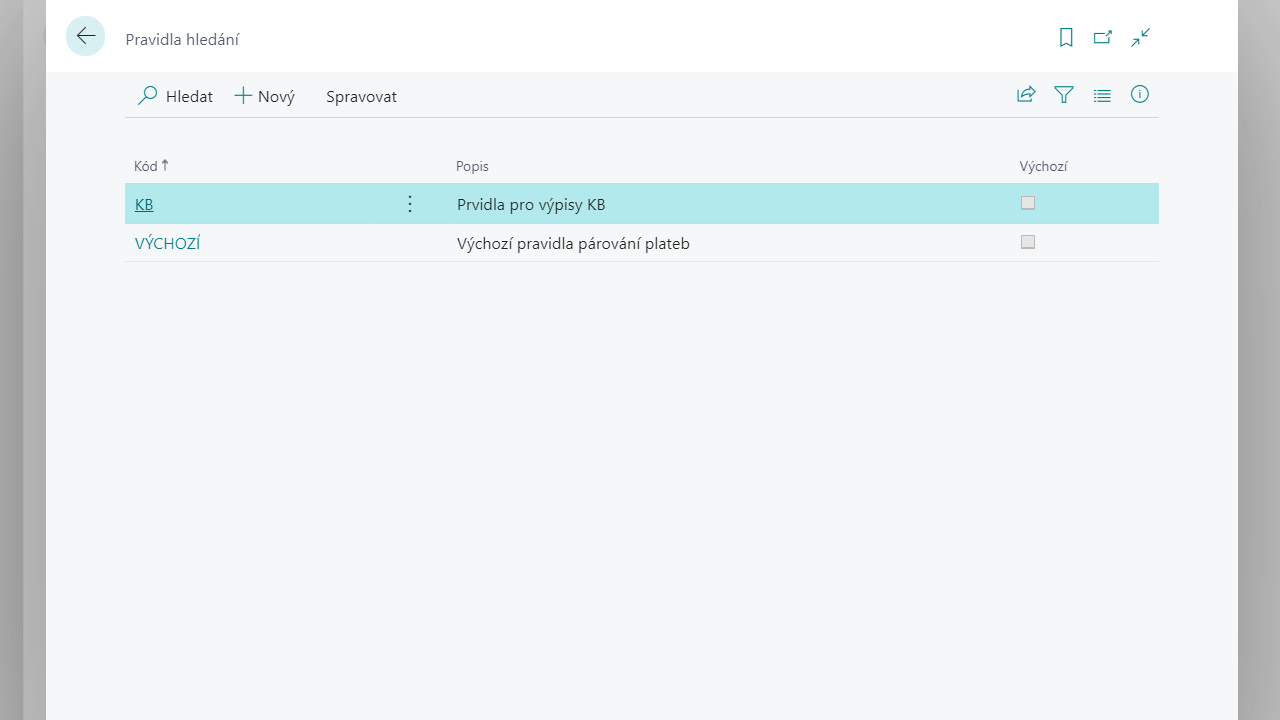 Pravidla hledání
Hledat Nový Spravovat
Kód ↑ Popis Výchozí
KB Prvidla pro výpisy KB
VÝCHOZÍ Výchozí pravidla párování plateb